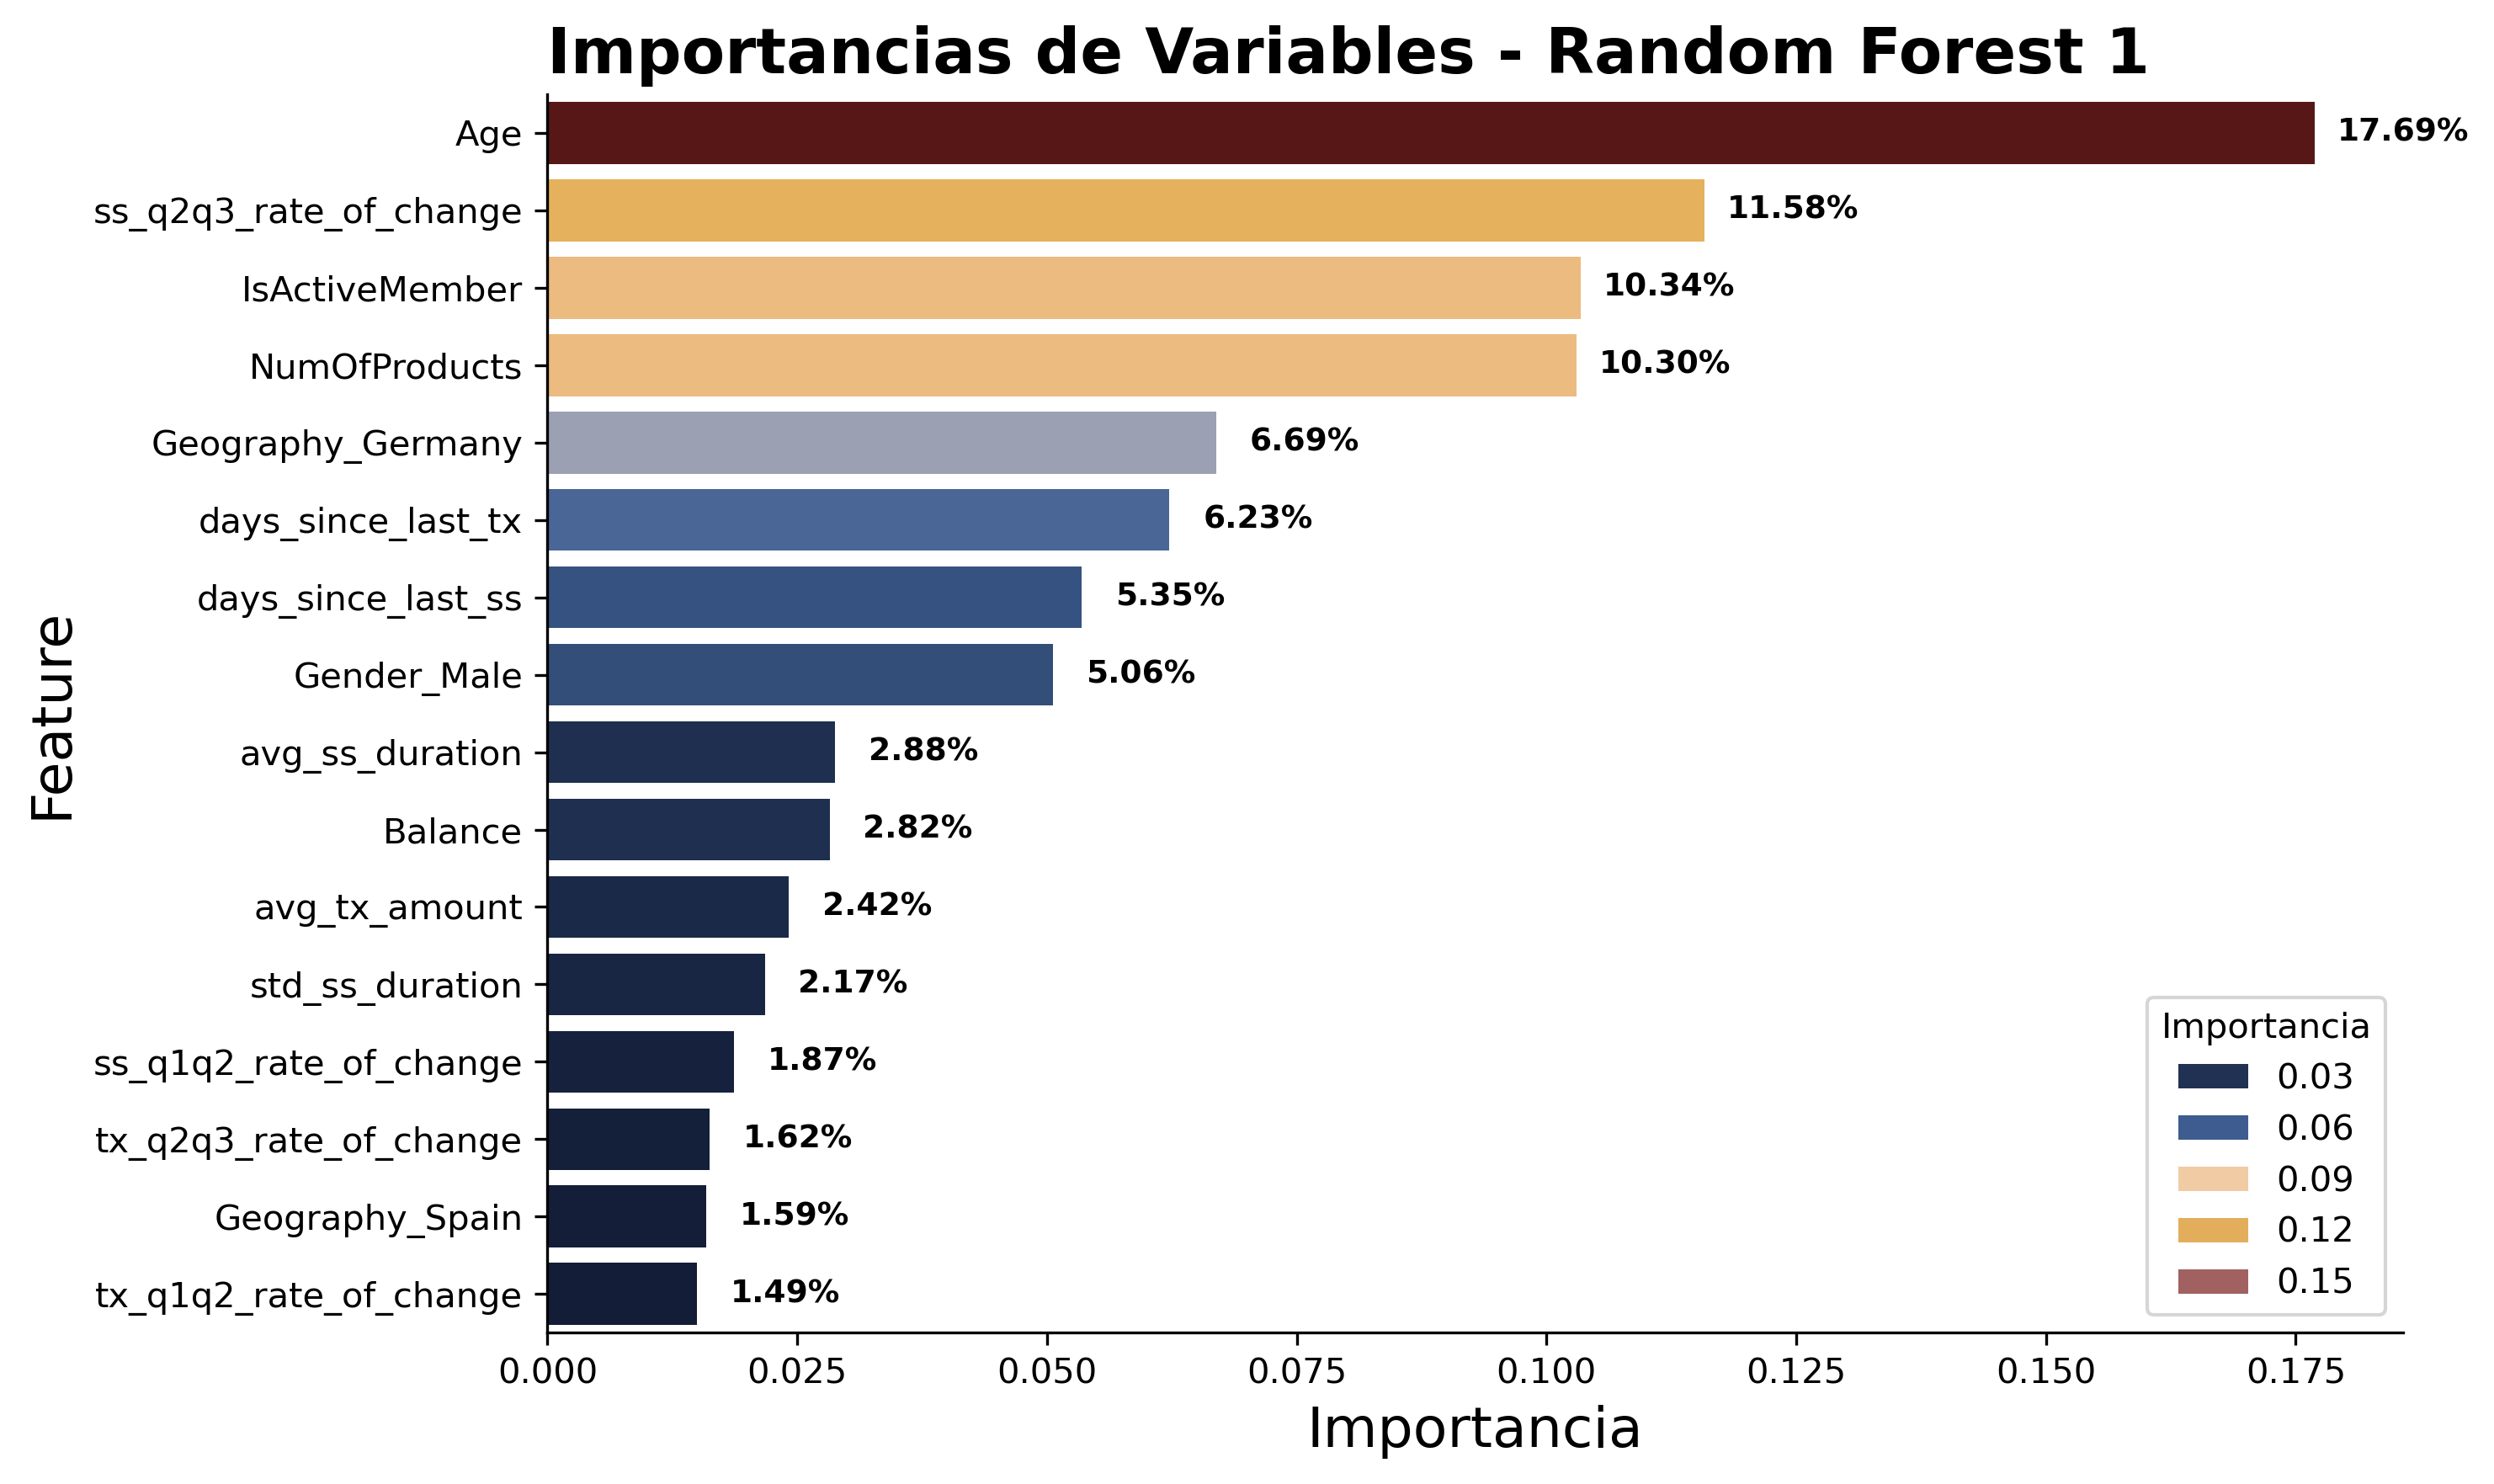 Importancias de Variables - Random Forest 1
Feature
Age 17.69%
ss_q2q3_rate_of_change 11.58%
IsActiveMember 10.34%
NumOfProducts 10.30%
Geography_Germany 6.69%
days_since_last_tx 6.23%
days_since_last_ss 5.35%
Gender_Male 5.06%
avg_ss_duration 2.88%
Balance 2.82%
avg_tx_amount 2.42%
std_ss_duration 2.17%
ss_q1q2_rate_of_change 1.87%
tx_q2q3_rate_of_change 1.62%
Geography_Spain 1.59%
tx_q1q2_rate_of_change 1.49%
Importancia
0.03
0.06
0.09
0.12
0.15
0.000 0.025 0.050 0.075 0.100 0.125 0.150 0.175
Importancia